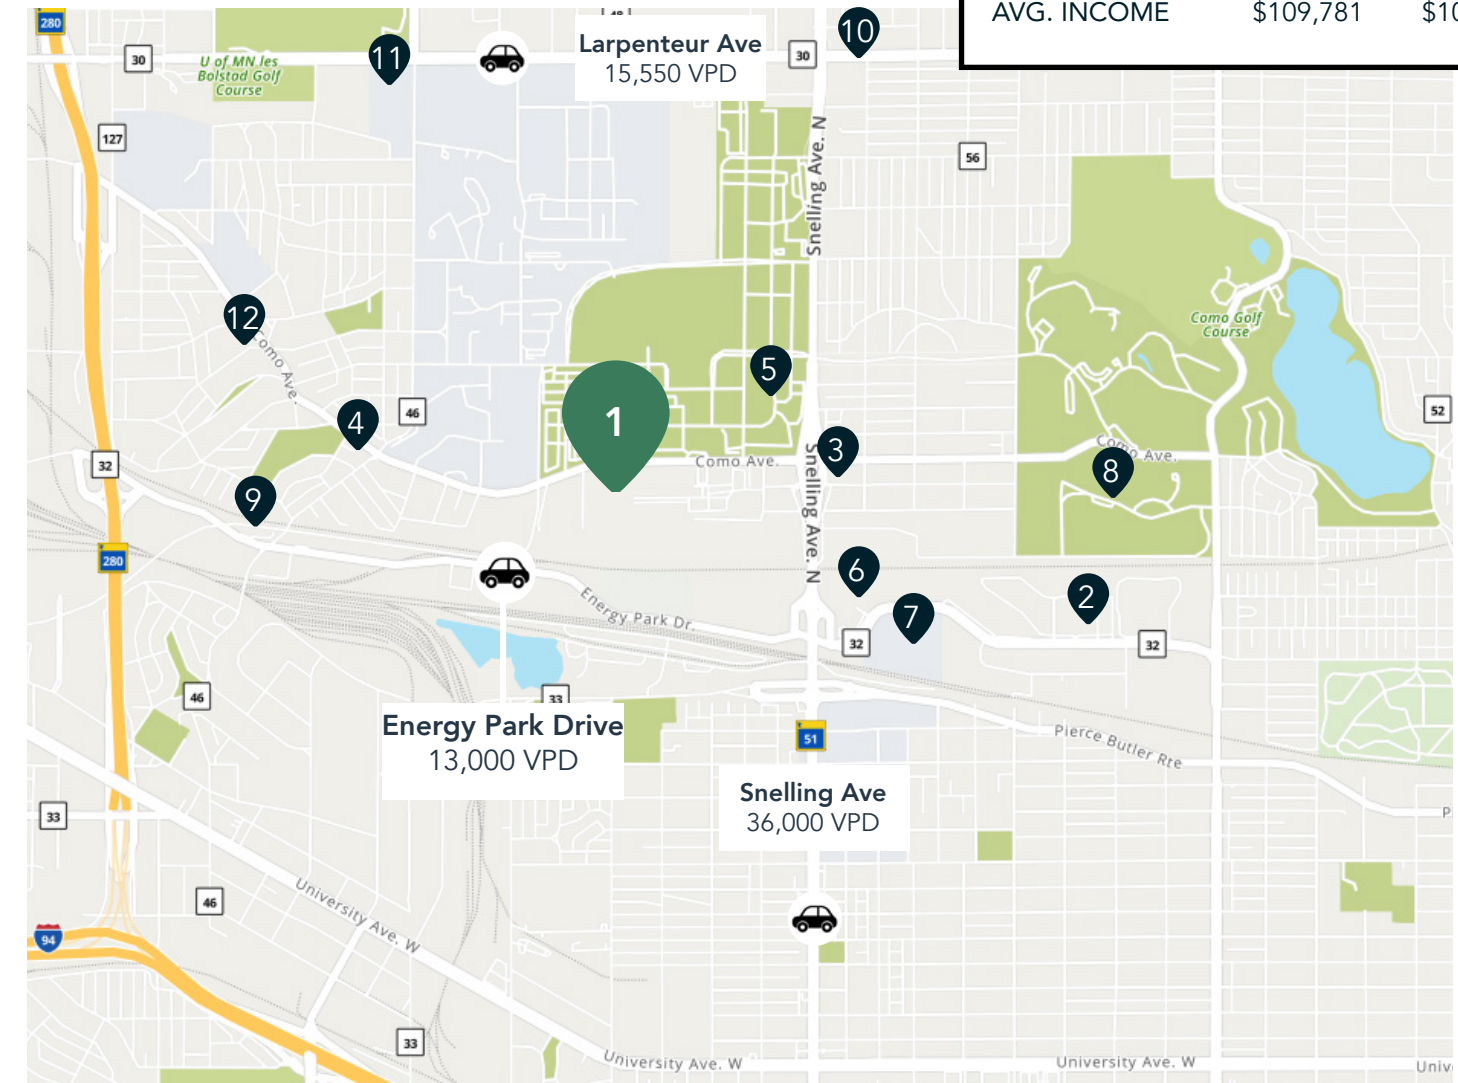 AVG. INCOME $109,781
280
30
U of MN les
Bolstad Golf
Course
11
Larpenteur Ave
15,550 VPD
30
10
127
56
Snelling Ave. N
12
Como Ave.
Como Golf
Course
5
4
46
1
52
32
9
Como Ave.
Snelling Ave. N
3
Como Ave.
8
280
Energy Park Dr.
6
7
2
32
32
46
33
Energy Park Drive
13,000 VPD
51
Pierce Butler Rte
Snelling Ave
36,000 VPD
33
University Ave. W
46
94
33
University Ave. W
University Ave. W